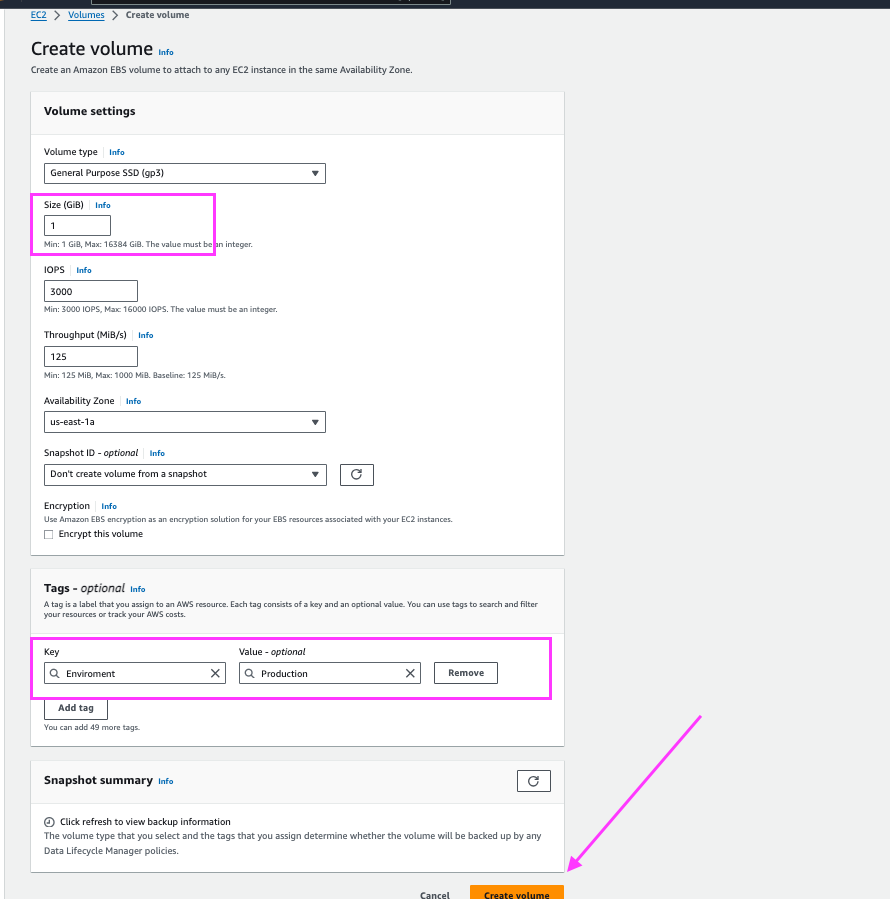 EC2 > Volumes > Create volume
Create volume Info
Create an Amazon EBS volume to attach to any EC2 instance in the same Availability Zone.
Volume settings
Volume type Info
General Purpose SSD (gp3)
Size (GiB) Info
1
Min: 1 GiB, Max: 16384 GiB. The value must be an integer.
IOPS Info
3000
Min: 3000 IOPS, Max: 16000 IOPS. The value must be an integer.
Throughput (MiB/s) Info
125
Min: 125 MiB, Max: 1000 MiB. Baseline: 125 MiB/s.
Availability Zone Info
us-east-1a
Snapshot ID - optional Info
Don't create volume from a snapshot
Encryption Info
Use Amazon EBS encryption as an encryption solution for your EBS resources associated with your EC2 instances.
Encrypt this volume
Tags - optional Info
A tag is a label that you assign to an AWS resource. Each tag consists of a key and an optional value. You can use tags to search and filter
your resources or track your AWS costs.
Key Value - optional
Enviroment Production Remove
Add tag
You can add 49 more tags.
Snapshot summary Info
Click refresh to view backup information
The volume type that you select and the tags that you assign determine whether the volume will be backed up by any
Data Lifecycle Manager policies.
Cancel Create volume